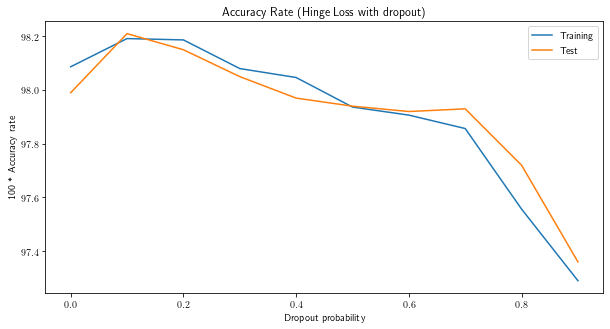 Accuracy Rate (Hinge Loss with dropout)
Training
Test
100 * Accuracy rate
98.2
98.0
97.8
97.6
97.4
0.0 0.2 0.4 0.6 0.8
Dropout probability